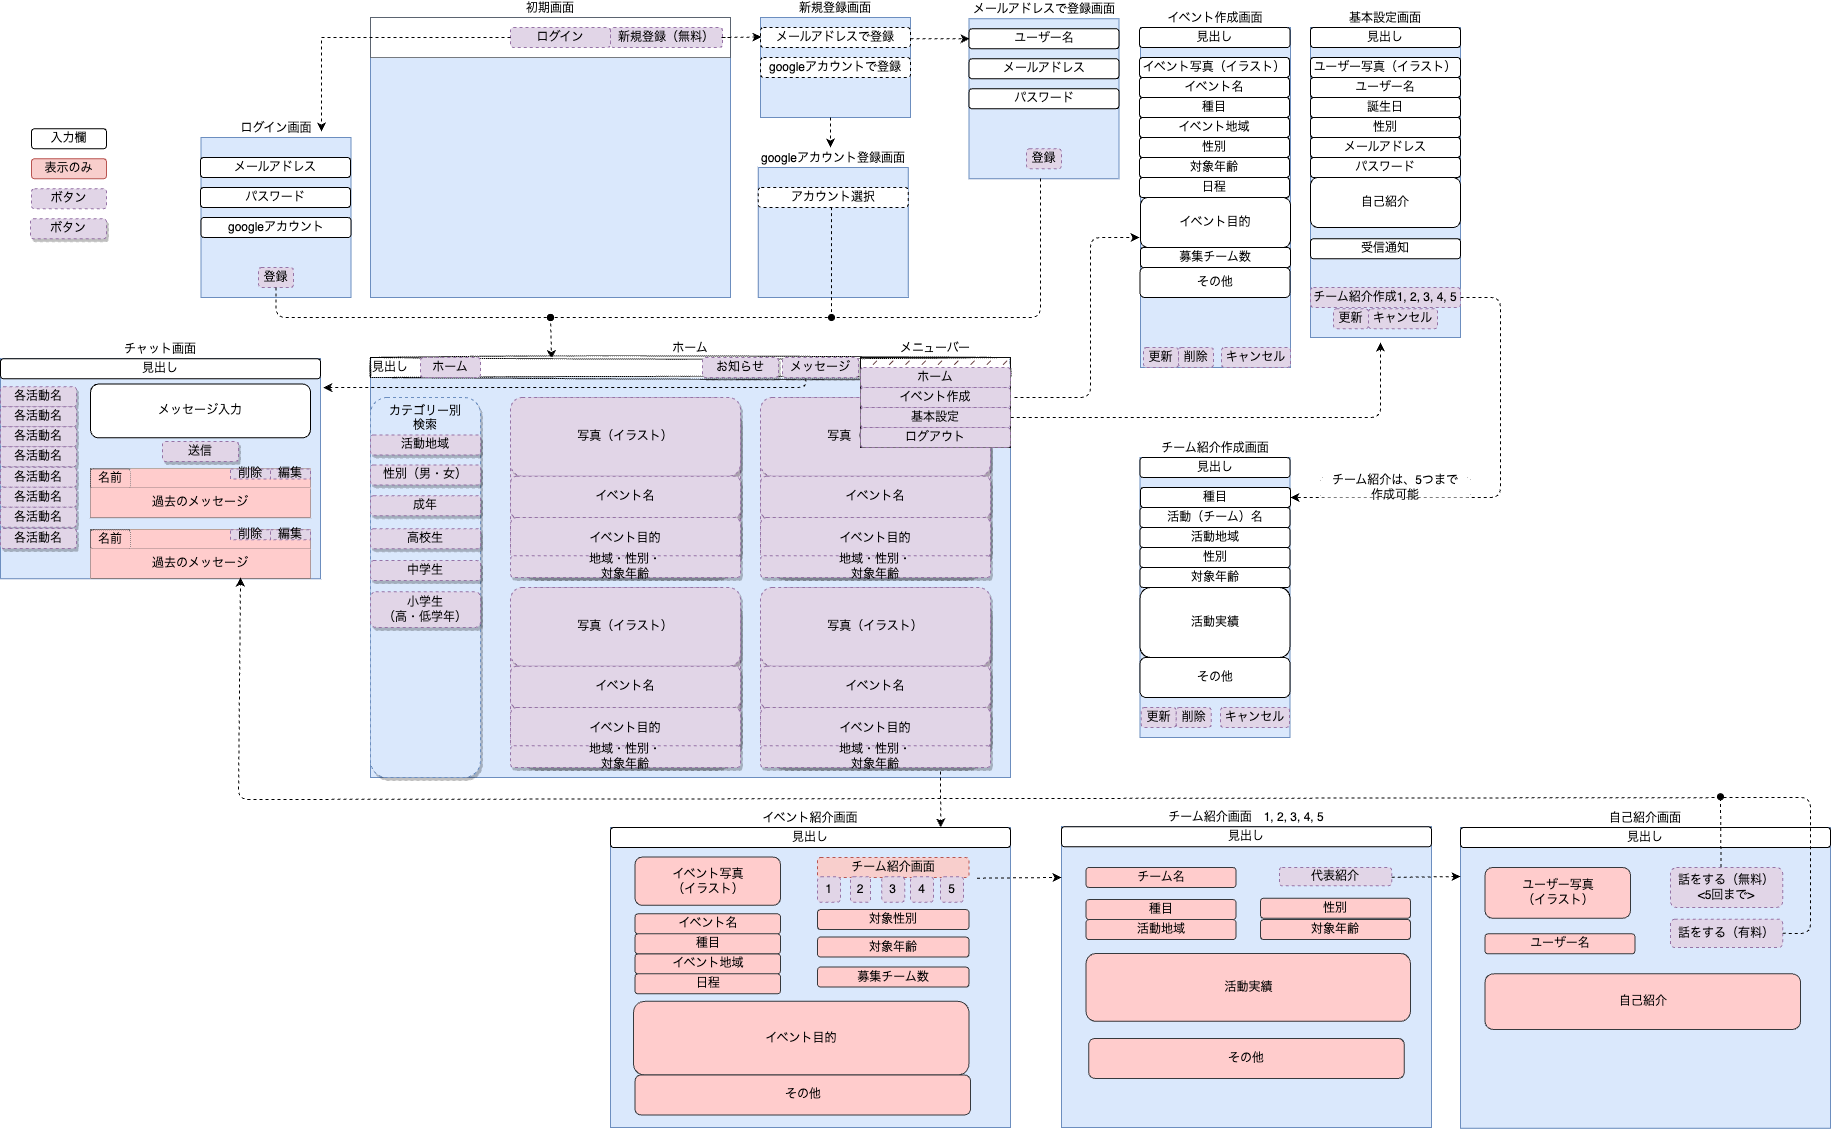 初期画面
ログイン
新規登録（無料）
新規登録画面
メールアドレスで登録
googleアカウントで登録
メールアドレスで登録画面
ユーザー名
メールアドレス
パスワード
登録
イベント作成画面
見出し
イベント写真（イラスト）
イベント名
種目
イベント地域
性別
対象年齢
日程
イベント目的
募集チーム数
その他
更新
削除
キャンセル
基本設定画面
見出し
ユーザー写真（イラスト）
ユーザー名
誕生日
性別
メールアドレス
パスワード
自己紹介
受信通知
チーム紹介作成1, 2, 3, 4, 5
更新
キャンセル
入力欄
表示のみ
ボタン
ボタン
ログイン画面
メールアドレス
パスワード
googleアカウント
登録
googleアカウント登録画面
アカウント選択
チャット画面
見出し
各活動名
各活動名
各活動名
各活動名
各活動名
各活動名
各活動名
各活動名
メッセージ入力
送信
名前
削除
編集
過去のメッセージ
名前
削除
編集
過去のメッセージ
ホーム
見出し
ホーム
お知らせ
メッセージ
メニューバー
ホーム
イベント作成
基本設定
ログアウト
カテゴリー別
検索
活動地域
性別（男・女）
成年
高校生
中学生
小学生
（高・低学年）
写真（イラスト）
イベント名
イベント目的
地域・性別・
対象年齢
写真
イベント名
イベント目的
地域・性別・
対象年齢
写真（イラスト）
イベント名
イベント目的
地域・性別・
対象年齢
写真（イラスト）
イベント名
イベント目的
地域・性別・
対象年齢
チーム紹介作成画面
見出し
種目
活動（チーム）名
活動地域
性別
対象年齢
活動実績
その他
更新
削除
キャンセル
チーム紹介は、5つまで
作成可能
イベント紹介画面
見出し
イベント写真
（イラスト）
イベント名
種目
イベント地域
日程
チーム紹介画面
1
2
3
4
5
対象性別
対象年齢
募集チーム数
イベント目的
その他
チーム紹介画面　1, 2, 3, 4, 5
見出し
チーム名
代表紹介
種目
活動地域
性別
対象年齢
活動実績
その他
自己紹介画面
見出し
ユーザー写真
（イラスト）
ユーザー名
話をする（無料）
<5回まで>
話をする（有料）
自己紹介